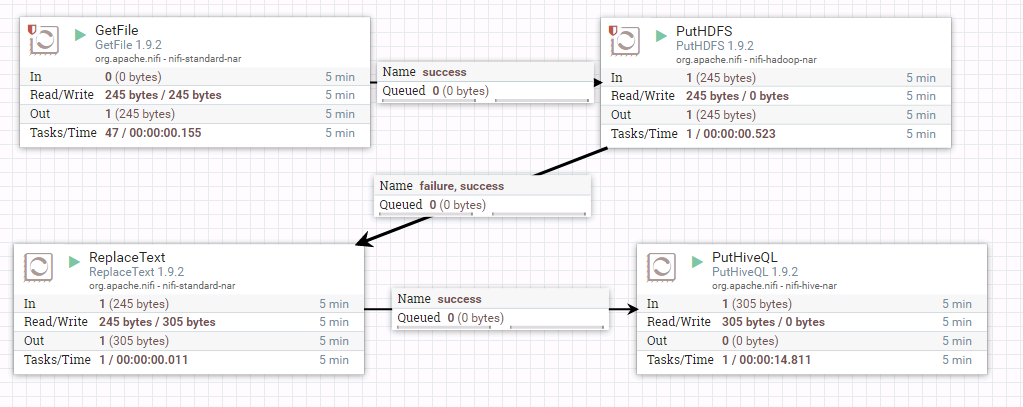 GetFile
GetFile 1.9.2
org.apache.nifi - nifi-standard-nar
In 0 (0 bytes) 5 min
Read/Write 245 bytes / 245 bytes 5 min
Out 1 (245 bytes) 5 min
Tasks/Time 47 / 00:00:00.155 5 min
Name success
Queued 0 (0 bytes)
PutHDFS
PutHDFS 1.9.2
org.apache.nifi - nifi-hadoop-nar
In 1 (245 bytes) 5 min
Read/Write 245 bytes / 0 bytes 5 min
Out 1 (245 bytes) 5 min
Tasks/Time 1 / 00:00:00.523 5 min
Name failure, success
Queued 0 (0 bytes)
ReplaceText
ReplaceText 1.9.2
org.apache.nifi - nifi-standard-nar
In 1 (245 bytes) 5 min
Read/Write 245 bytes / 305 bytes 5 min
Out 1 (305 bytes) 5 min
Tasks/Time 1 / 00:00:00.011 5 min
Name success
Queued 0 (0 bytes)
PutHiveQL
PutHiveQL 1.9.2
org.apache.nifi - nifi-hive-nar
In 1 (305 bytes) 5 min
Read/Write 305 bytes / 0 bytes 5 min
Out 0 (0 bytes) 5 min
Tasks/Time 1 / 00:00:14.811 5 min